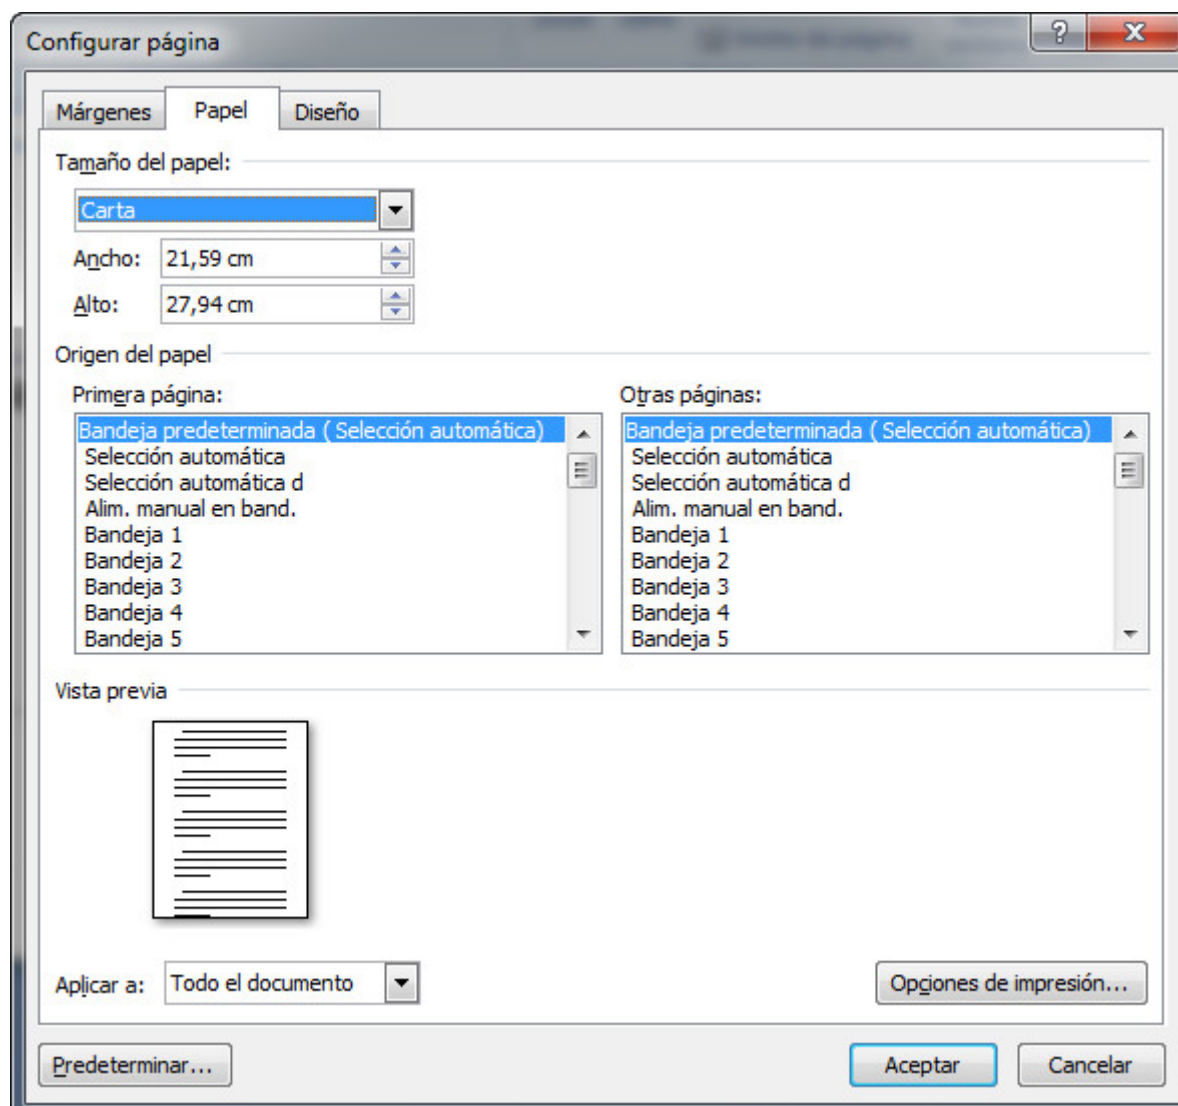 Configurar página
Márgenes Papel Diseño
Tamaño del papel:
Carta
Ancho: 21,59 cm
Alto: 27,94 cm
Origen del papel
Primera página: Otras páginas:
Bandeja predeterminada ( Selección automática) Bandeja predeterminada ( Selección automática)
Selección automática Selección automática
Selección automática d Selección automática d
Alim. manual en band. Alim. manual en band.
Bandeja 1 Bandeja 1
Bandeja 2 Bandeja 2
Bandeja 3 Bandeja 3
Bandeja 4 Bandeja 4
Bandeja 5 Bandeja 5
Vista previa
Aplicar a: Todo el documento Opciones de impresión...
Predeterminar... Aceptar Cancelar